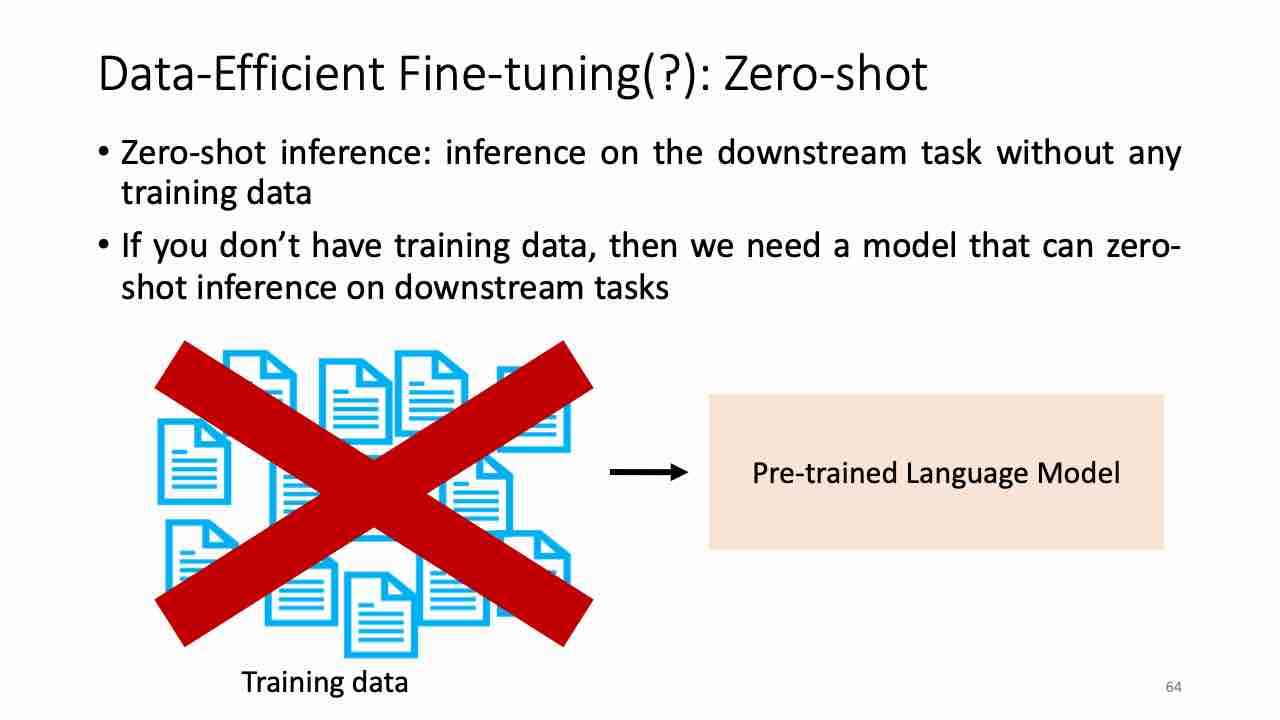 Data-Efficient Fine-tuning(?): Zero-shot
• Zero-shot inference: inference on the downstream task without any
training data
• If you don’t have training data, then we need a model that can zero-
shot inference on downstream tasks
Pre-trained Language Model
Training data
64